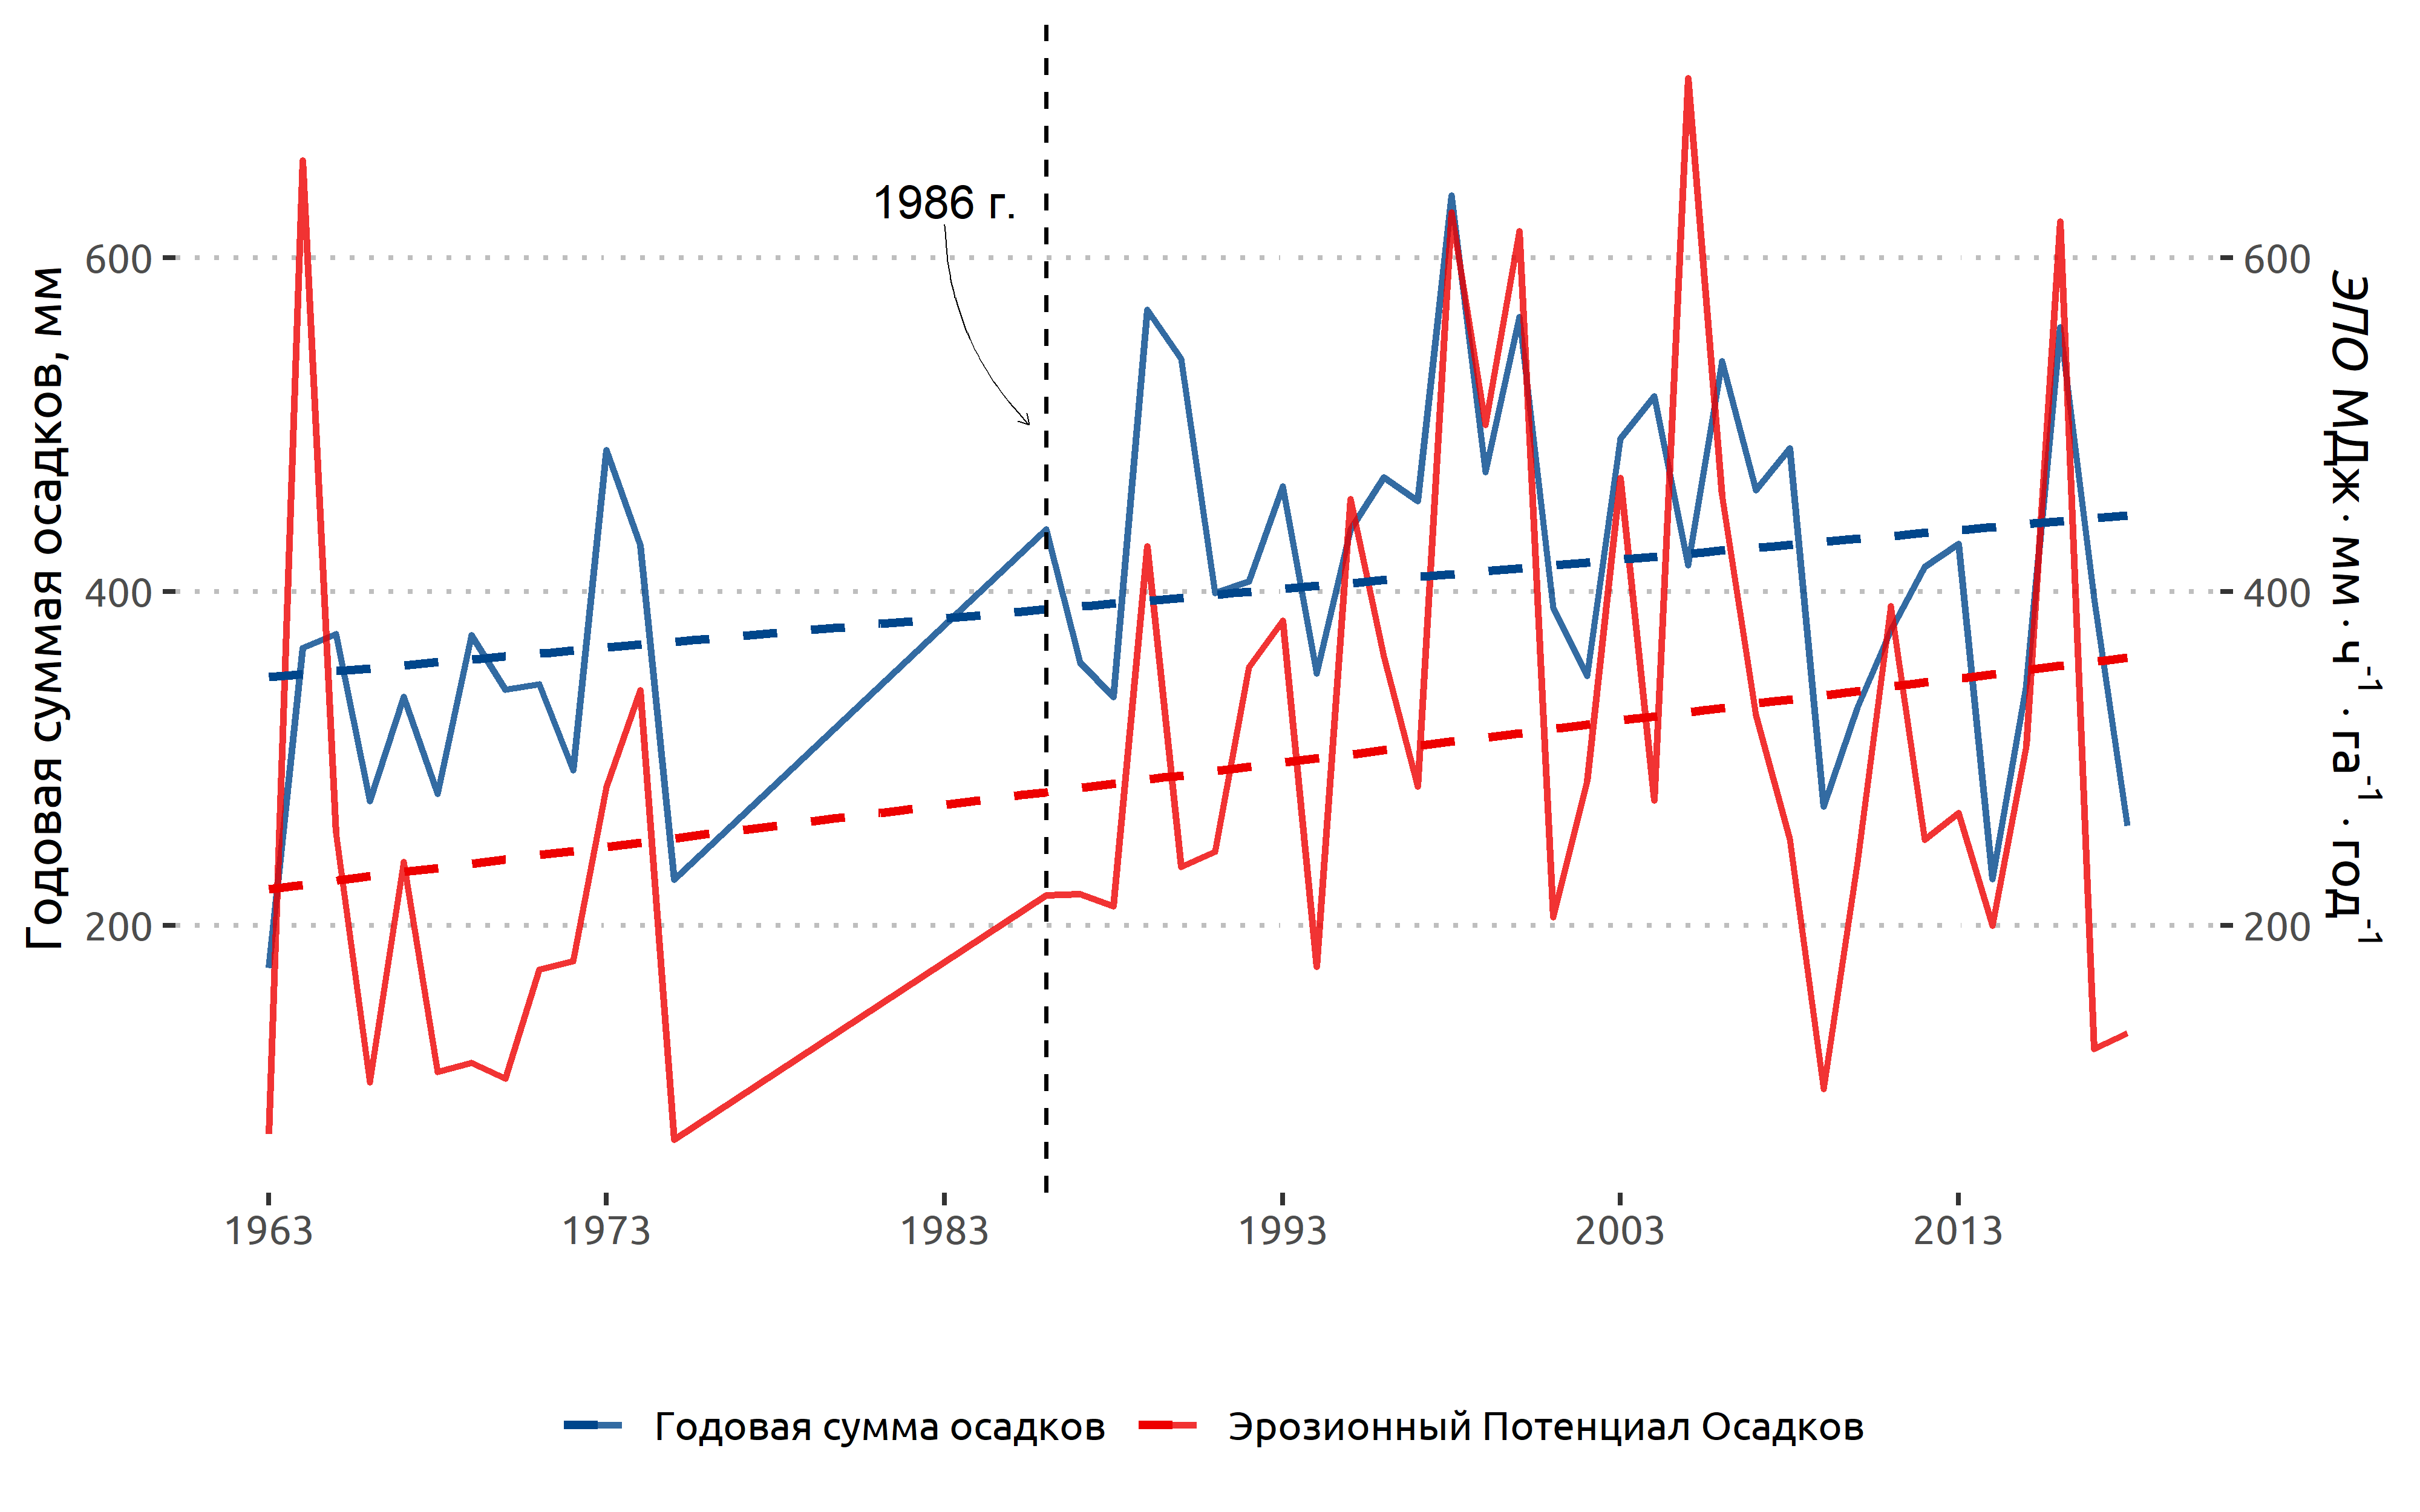 1986 г.
Годовая суммая осадков, мм
600
400
200
600
400
200
ЭПО МДж · мм · ч⁻¹ · га⁻¹ · год⁻¹
1963
1973
1983
1993
2003
2013
Годовая сумма осадков
Эрозионный Потенциал Осадков